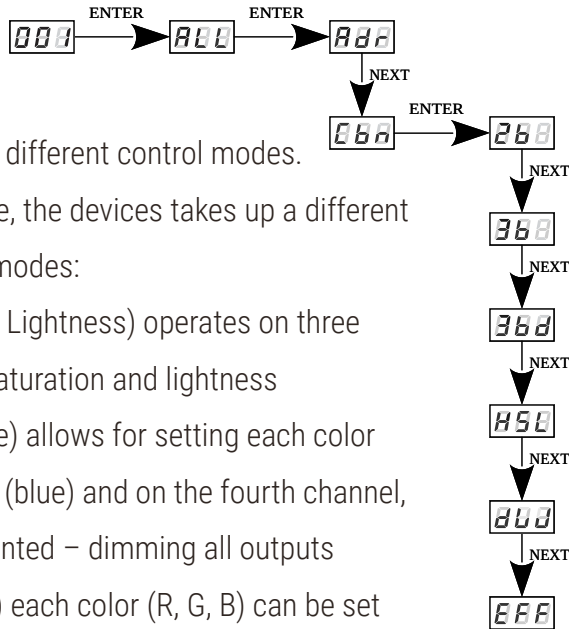 ENTER ENTER
001 ALL Adr
NEXT
ENTER
Cbn 2b
different control modes.
NEXT
e, the devices takes up a different
3b
modes:
NEXT
Lightness) operates on three
3bd
aturation and lightness
NEXT
e) allows for setting each color
HSL
NEXT
(blue) and on the fourth channel,
dUd
nted – dimming all outputs
NEXT
) each color (R, G, B) can be set
EFF